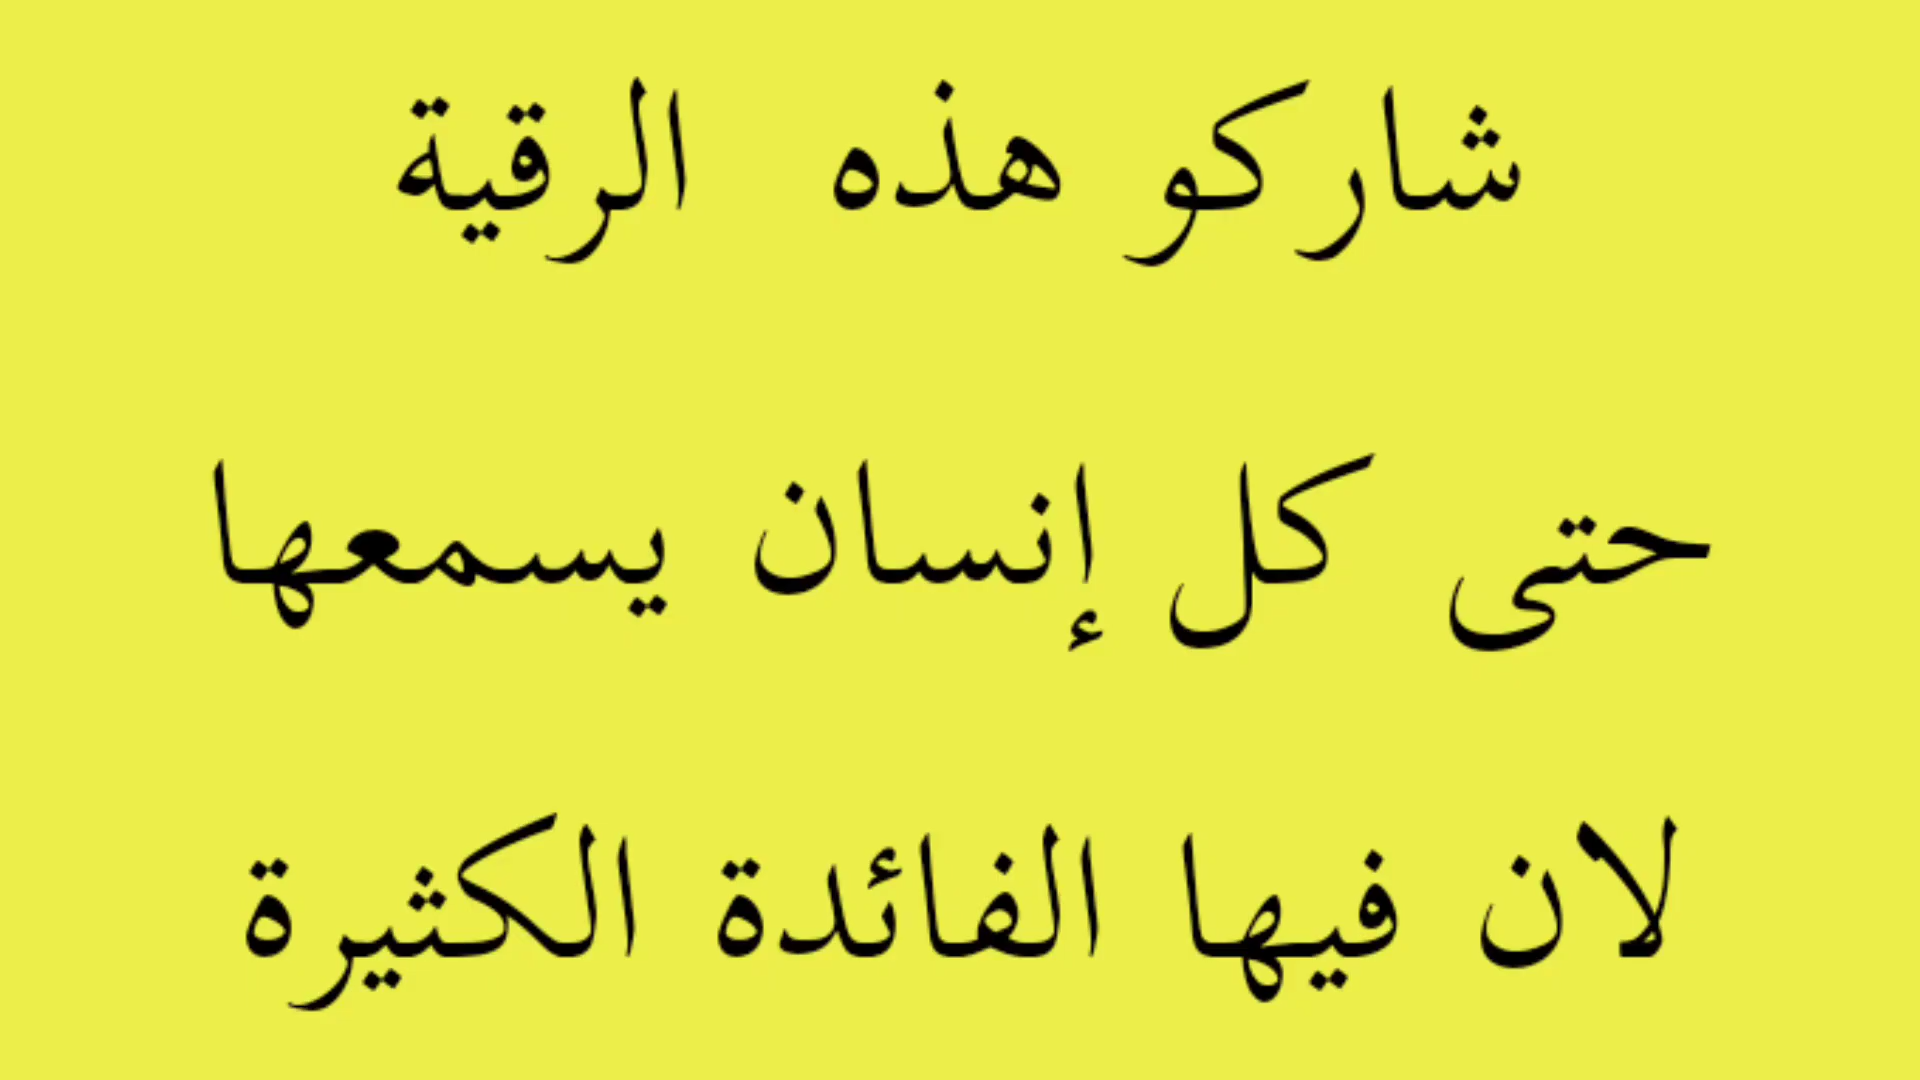 شاركو هذه الرقية
حتى كل إنسان يسمعها
لان فيها الفائدة الكثيرة